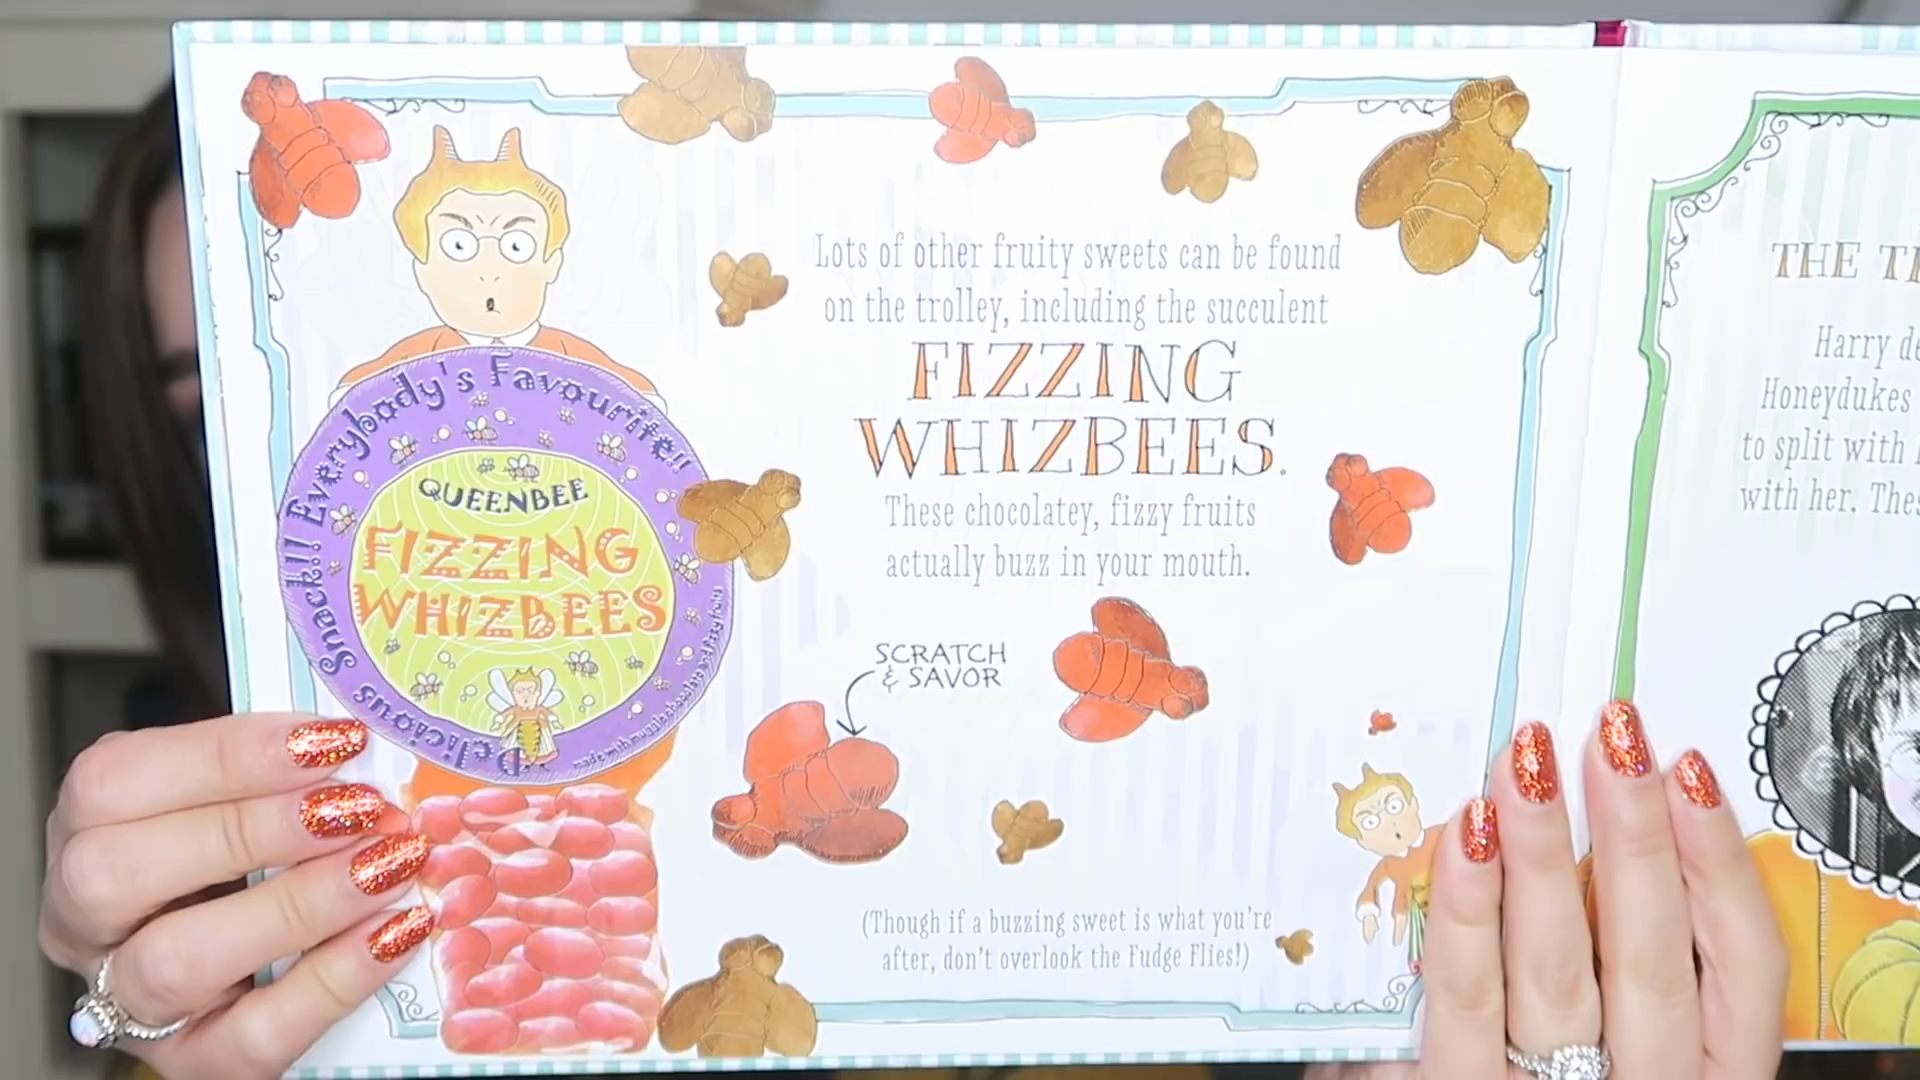 Lots of other fruity sweets can be found
on the trolley, including the succulent
FIZZING
WHIZBEES.
These chocolatey, fizzy fruits
actually buzz in your mouth.
SCRATCH
& SAVOR
(Though if a buzzing sweet is what you're
after, don't overlook the Fudge Flies!)
Delicious Snack!! Everybody's Favourite!!
QUEENBEE
FIZZING
WHIZBEES
THE
Harry
Honeydukes
to split with
with her.